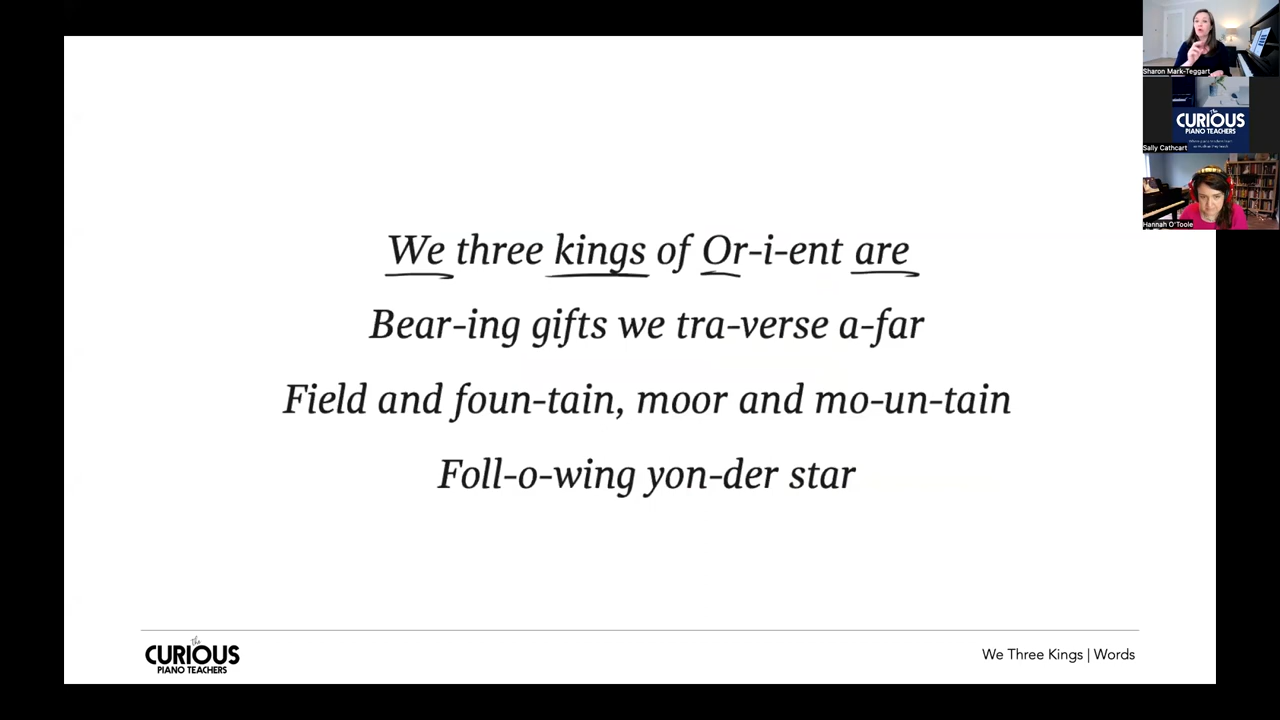 We three kings of Or-i-ent are
Bear-ing gifts we tra-verse a-far
Field and foun-tain, moor and mo-un-tain
Foll-o-wing yon-der star
the
CURIOUS
PIANO TEACHERS
We Three Kings | Words
Sharon Mark-Teggart
the
CURIOUS
PIANO TEACHERS
Sally Cathcart
Hannah O'Toole